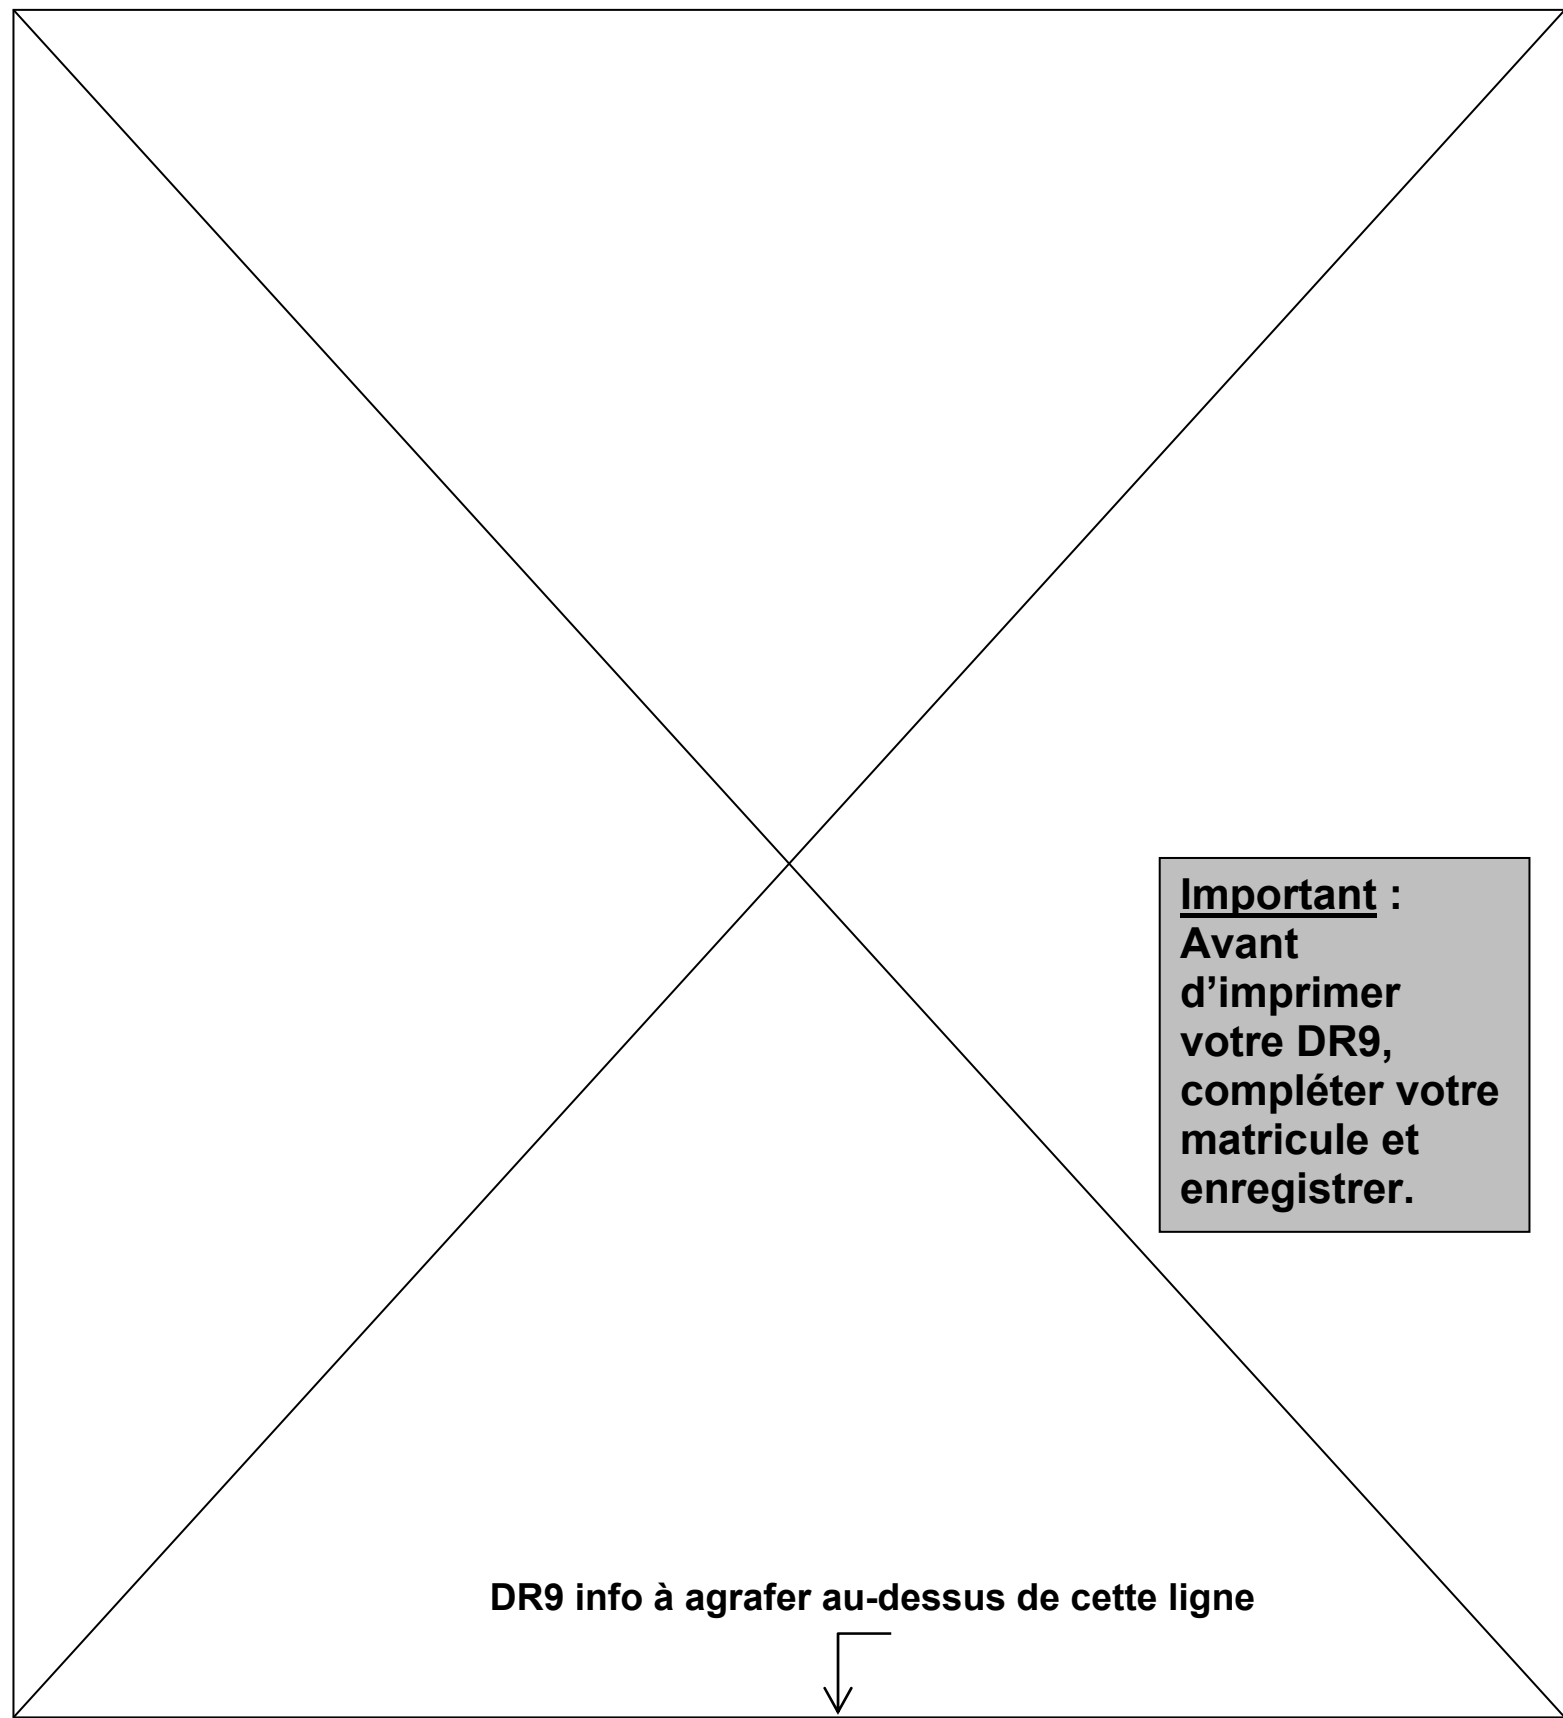 Important :
Avant
d’imprimer
votre DR9,
compléter votre
matricule et
enregistrer.
DR9 info à agrafer au-dessus de cette ligne